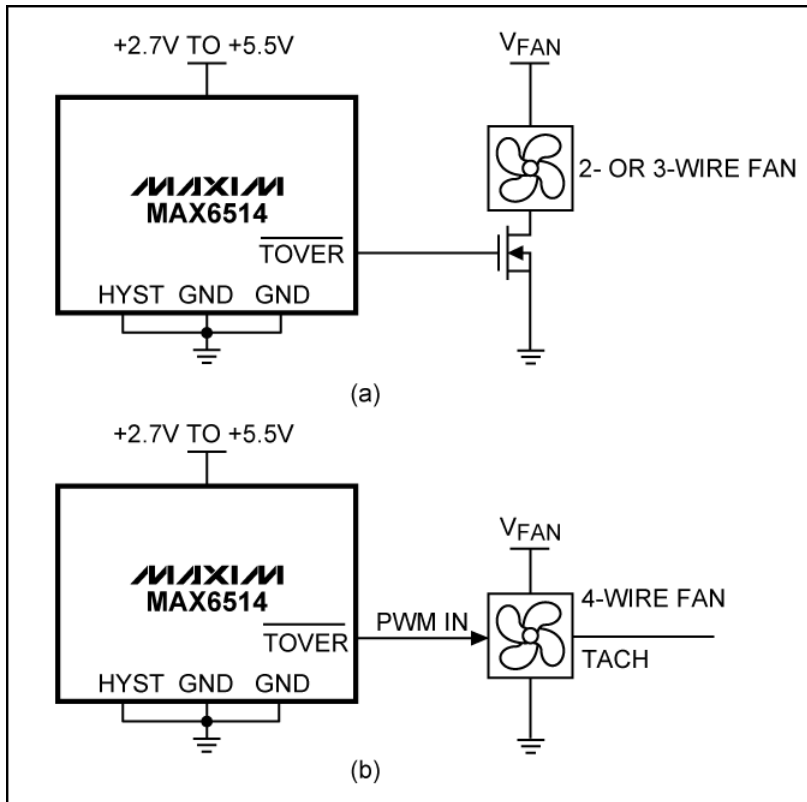 +2.7V TO +5.5V
VFAN
MAXIM
MAX6514
2- OR 3-WIRE FAN
TOVER
HYST GND GND
(a)
+2.7V TO +5.5V
VFAN
MAXIM
MAX6514
4-WIRE FAN
PWM IN
TOVER
TACH
HYST GND GND
(b)